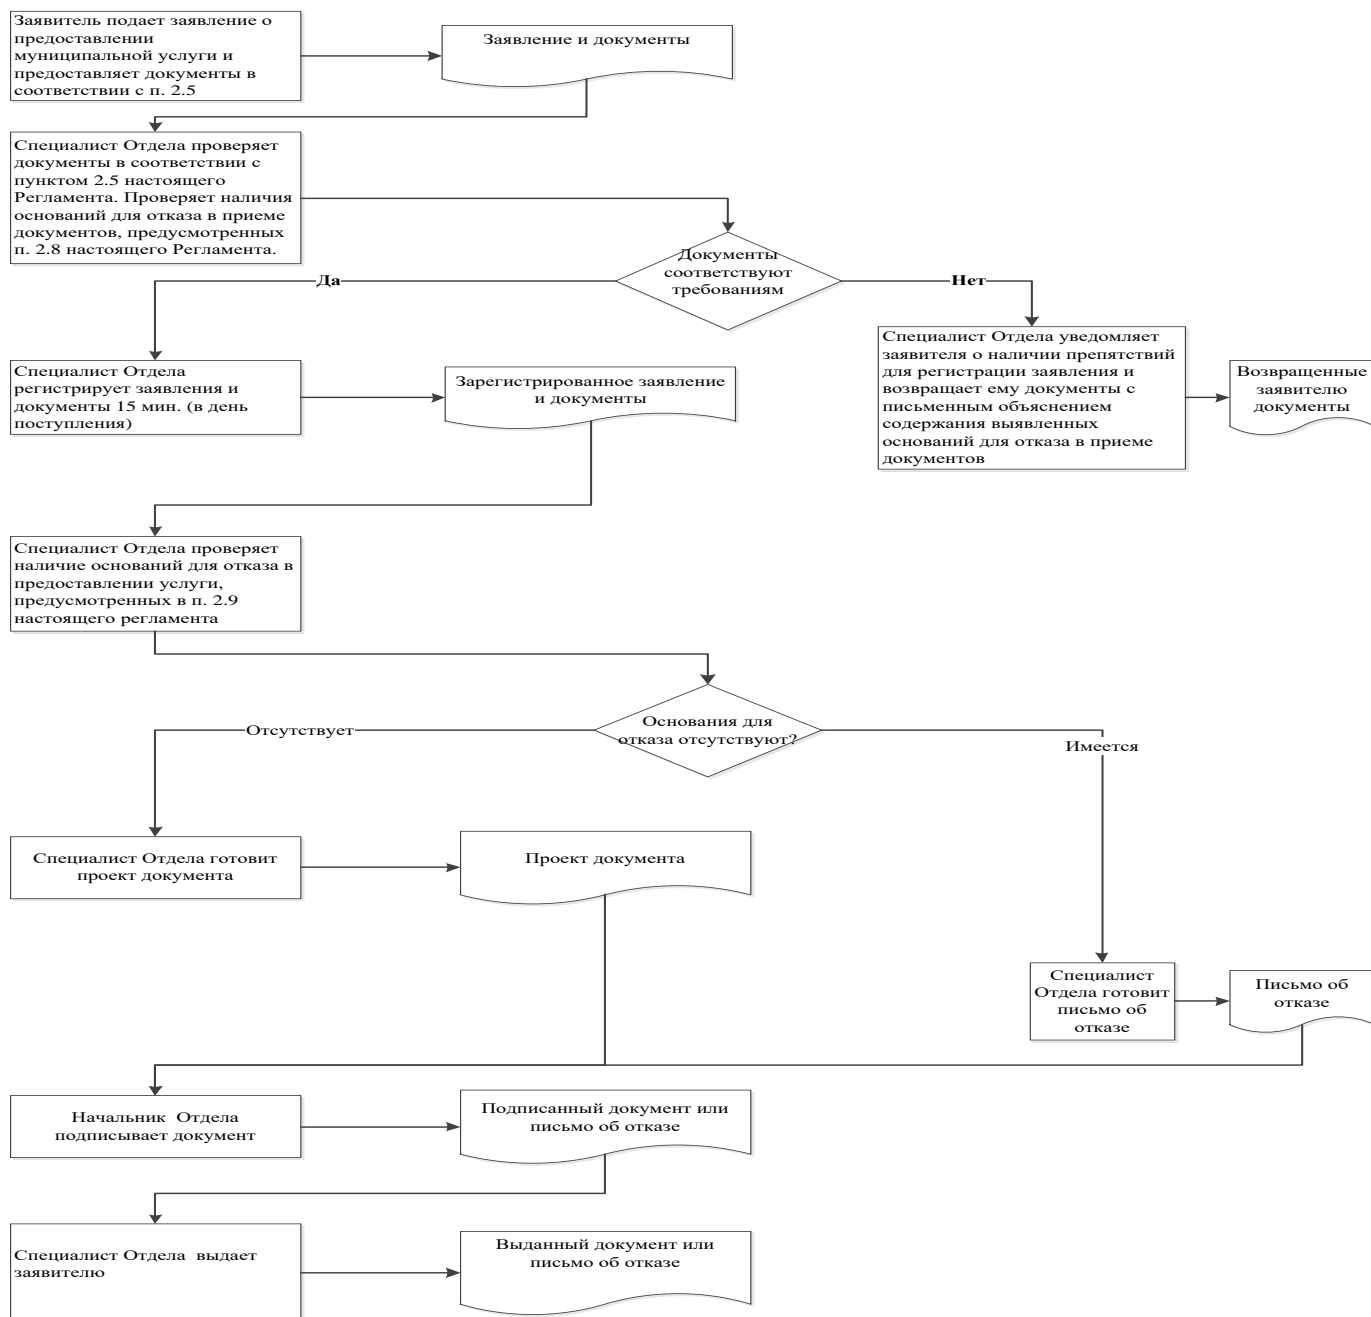 Заявитель подает заявление о
предоставлении
муниципальной услуги и
предоставляет документы в
соответствии с п. 2.5
Заявление и документы
Специалист Отдела проверяет
документы в соответствии с
пунктом 2.5 настоящего
Регламента. Проверяет наличия
оснований для отказа в приеме
документов, предусмотренных
п. 2.8 настоящего Регламента.
Документы
соответствуют
требованиям
Да
Нет
Специалист Отдела
регистрирует заявления и
документы 15 мин. (в день
поступления)
Зарегистрированное заявление
и документы
Специалист Отдела уведомляет
заявителя о наличии препятствий
для регистрации заявления и
возвращает ему документы с
письменным объяснением
содержания выявленных
оснований для отказа в приеме
документов
Возвращенные
заявителю
документы
Специалист Отдела проверяет
наличие оснований для отказа в
предоставлении услуги,
предусмотренных в п. 2.9
настоящего регламента
Основания для
отказа отсутствуют?
Отсутствует
Имеется
Специалист Отдела готовит
проект документа
Проект документа
Специалист
Отдела готовит
письмо об
отказе
Письмо об
отказе
Начальник  Отдела
подписывает документ
Подписанный документ или
письмо об отказе
Специалист Отдела  выдает
заявителю
Выданный документ или
письмо об отказе